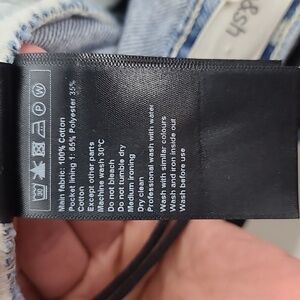 Main fabric: 100% Cotton
Pocket lining 1: 65% Polyester 35%
Cotton
Except other parts
Machine wash 30°C
Do not bleach
Do not tumble dry
Medium ironing
Dry clean
Professional wash with water
Wash with similar colours
Wash and iron inside out
Wash before use
30
P
W
&sh